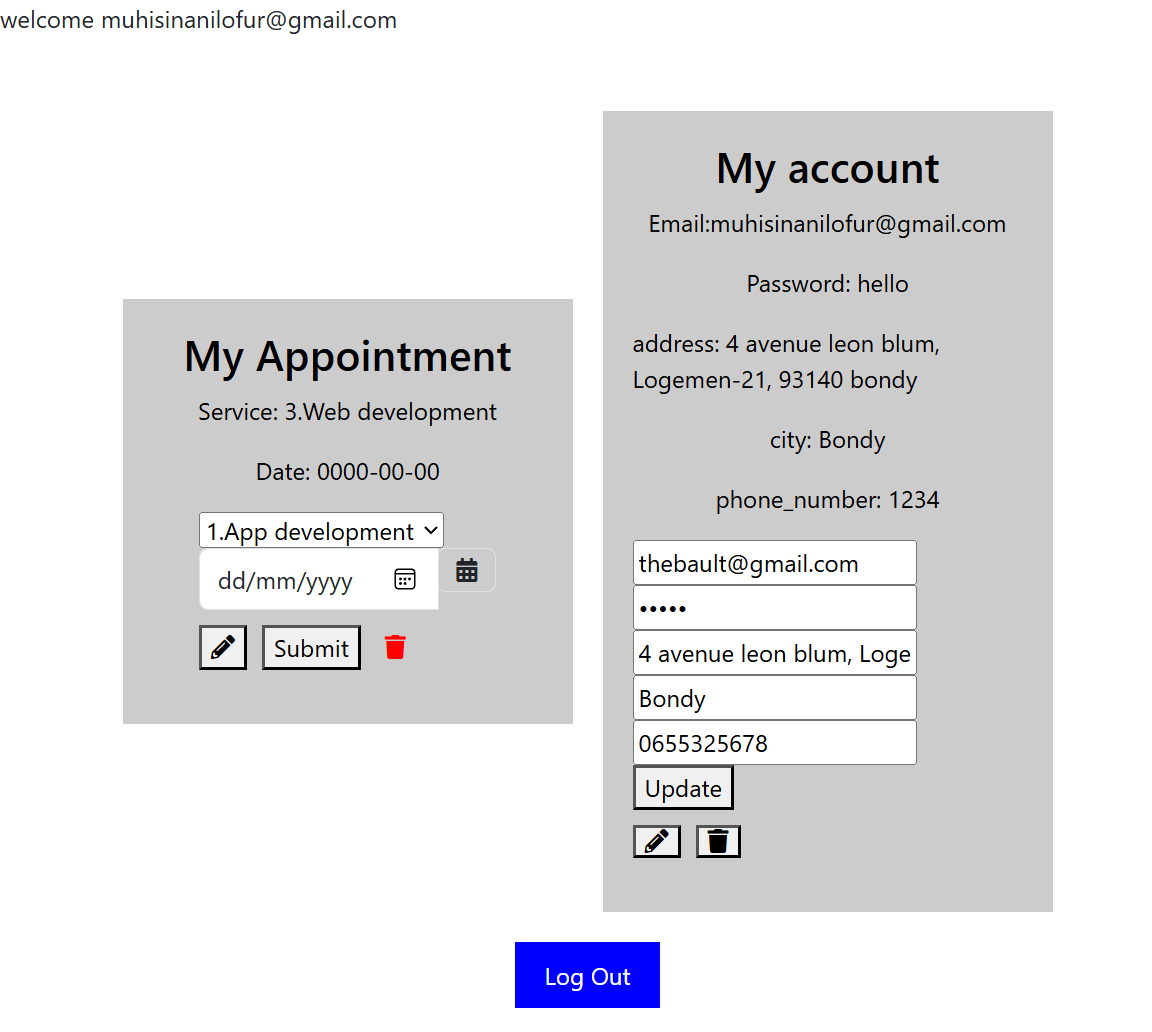 welcome muhisinanilofur@gmail.com
My Appointment
Service: 3.Web development
Date: 0000-00-00
1.App development
dd/mm/yyyy
Submit
My account
Email:muhisinanilofur@gmail.com
Password: hello
address: 4 avenue leon blum,
Logemen-21, 93140 bondy
city: Bondy
phone_number: 1234
thebault@gmail.com
•••••
4 avenue leon blum, Loge
Bondy
0655325678
Update
Log Out